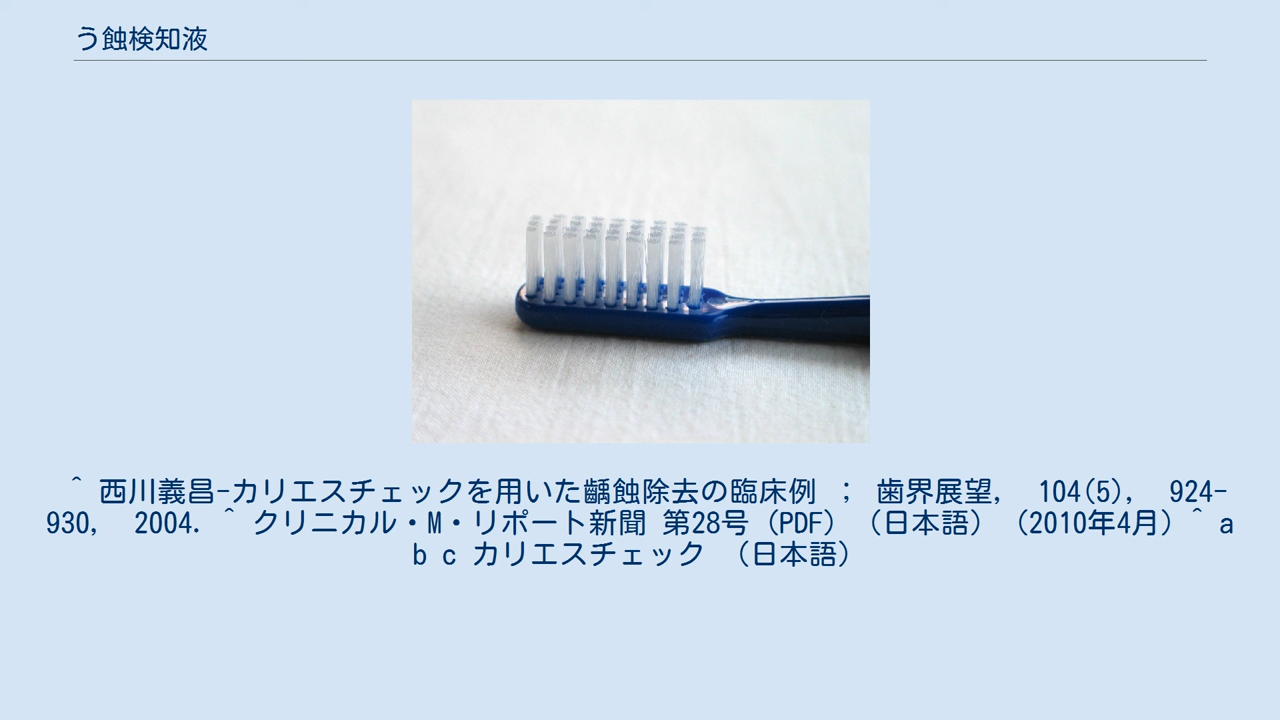 う蝕検知液
^ 西川義昌-カリエスチェックを用いた齲蝕除去の臨床例 ； 歯界展望, 104(5), 924-
930, 2004. ^ クリニカル・M・リポート新聞 第28号（PDF）（日本語）（2010年4月）^ a
b c カリエスチェック （日本語）